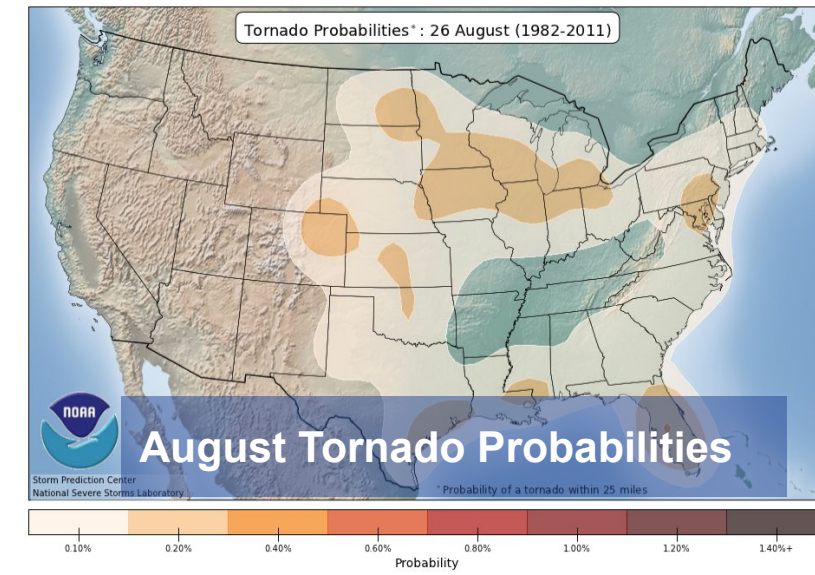 Tornado Probabilities*: 26 August (1982-2011)
NOAA
August Tornado Probabilities
Storm Prediction Center
National Severe Storms Laboratory
*Probability of a tornado within 25 miles
0.10% 0.20% 0.40% 0.60% 0.80% 1.00% 1.20% 1.40%+
Probability